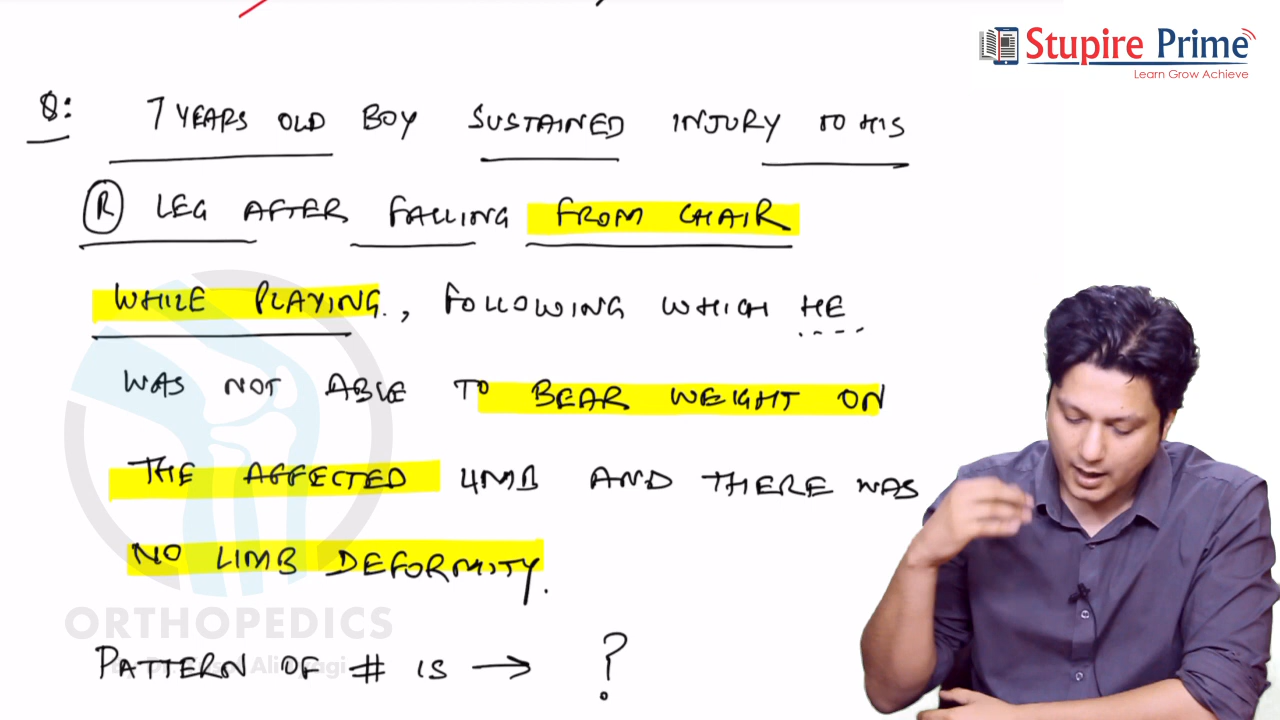 Stupire Prime
Learn Grow Achieve
Q: 7 YEARS OLD BOY SUSTAINED INJURY TO HIS
R LEG AFTER FALLING FROM CHAIR
WHILE PLAYING., FOLLOWING WHICH HE
WAS NOT ABLE TO BEAR WEIGHT ON
THE AFFECTED LIMB AND THERE WAS
NO LIMB DEFORMITY.
ORTHOPEDICS
PATTERN OF # IS → ?